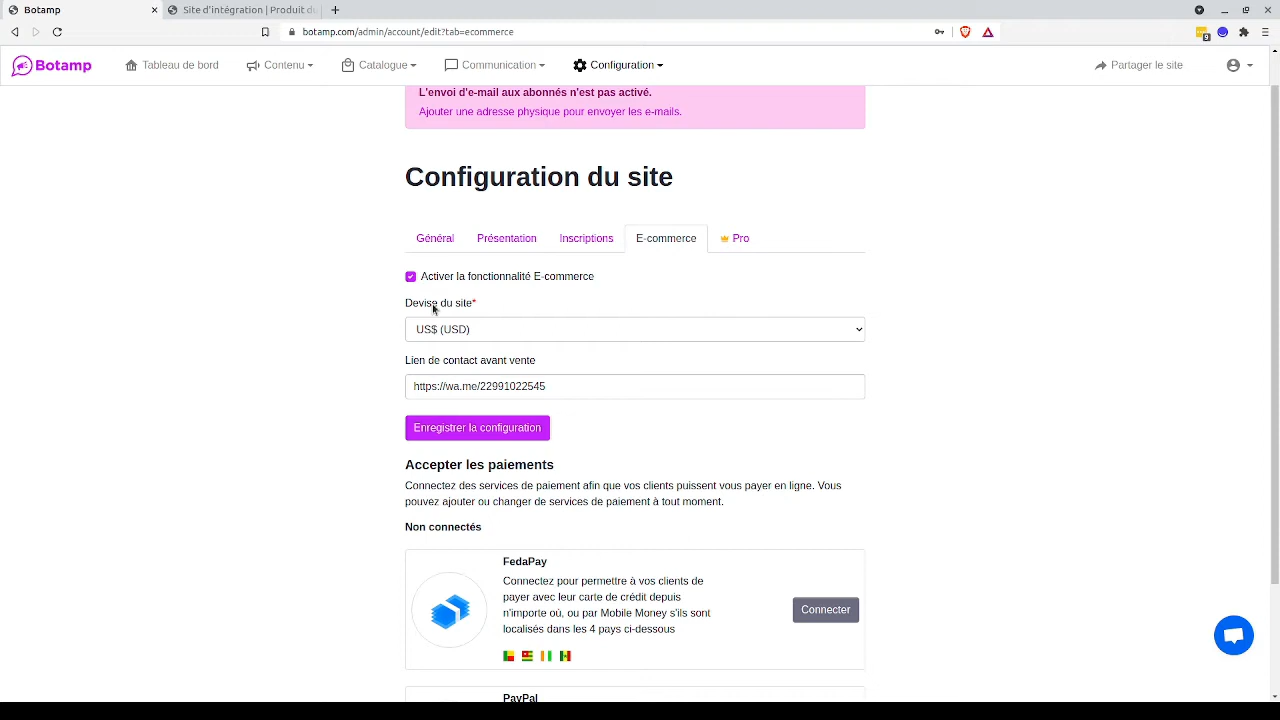 Botamp
Site d'intégration | Produit du
botamp.com/admin/account/edit?tab=ecommerce
9
Botamp
Tableau de bord
Contenu
Catalogue
Communication
Configuration
Partager le site
L'envoi d'e-mail aux abonnés n'est pas activé.
Ajouter une adresse physique pour envoyer les e-mails.
Configuration du site
Général
Présentation
Inscriptions
E-commerce
Pro
Activer la fonctionnalité E-commerce
Devise du site*
US$ (USD)
Lien de contact avant vente
https://wa.me/22991022545
Enregistrer la configuration
Accepter les paiements
Connectez des services de paiement afin que vos clients puissent vous payer en ligne. Vous
pouvez ajouter ou changer de services de paiement à tout moment.
Non connectés
FedaPay
Connectez pour permettre à vos clients de
payer avec leur carte de crédit depuis
n'importe où, ou par Mobile Money s'ils sont
localisés dans les 4 pays ci-dessous
Connecter
PayPal